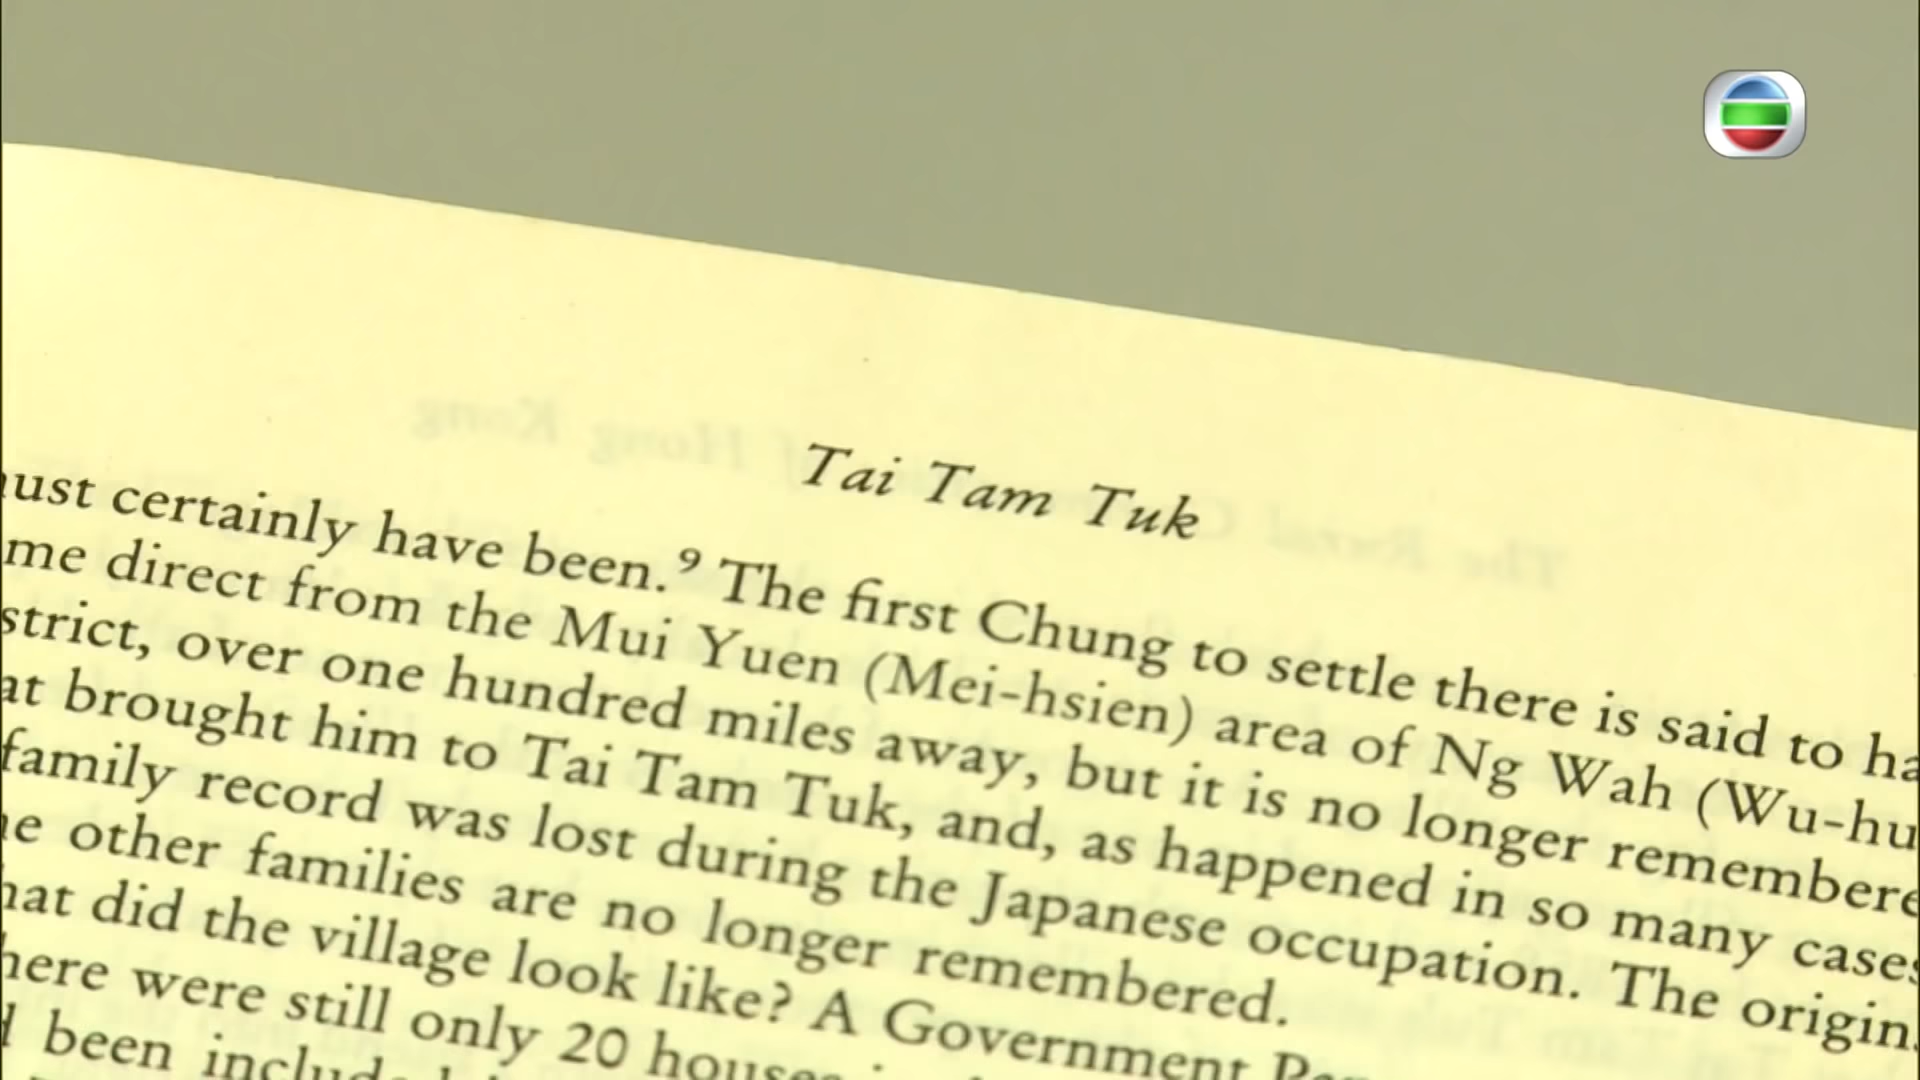 Tai Tam Tuk
ust certainly have been.⁹ The first Chung to settle there is said to ha
me direct from the Mui Yuen (Mei-hsien) area of Ng Wah (Wu-hu
strict, over one hundred miles away, but it is no longer remembere
at brought him to Tai Tam Tuk, and, as happened in so many cases
family record was lost during the Japanese occupation. The origin
e other families are no longer remembered.
hat did the village look like? A Government
here were still only 20 houses
been